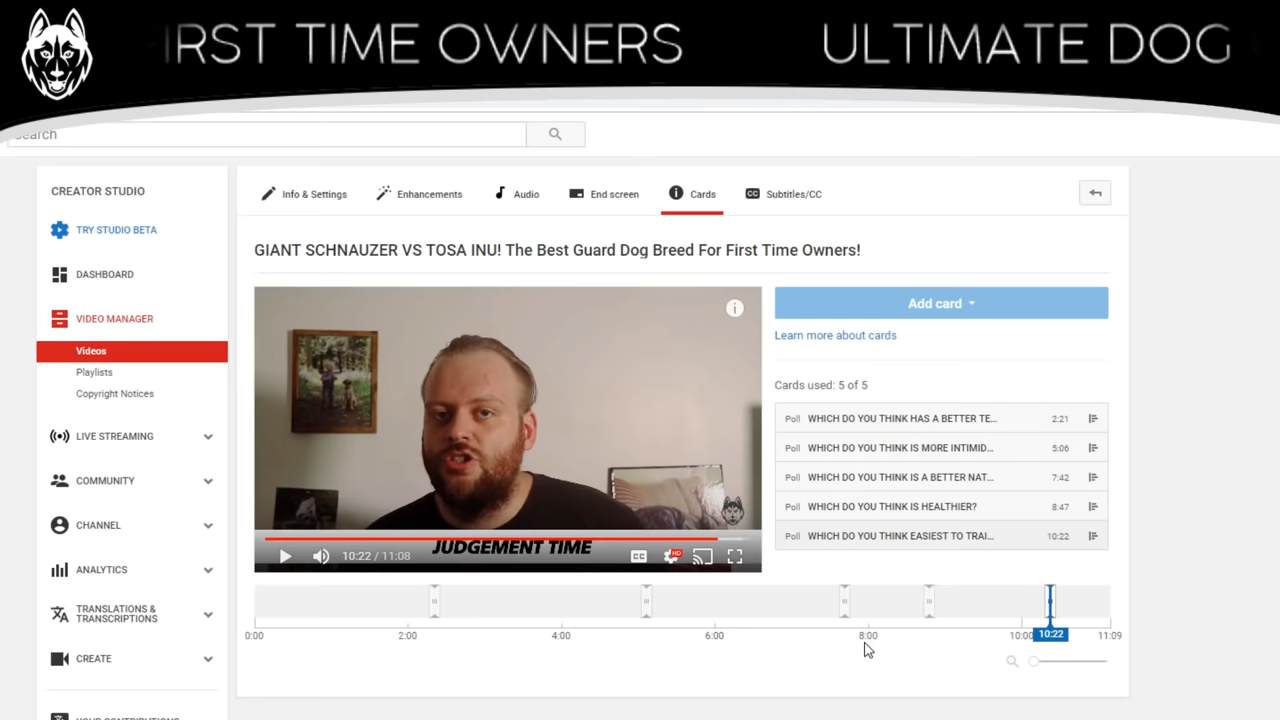 IRST TIME OWNERS ULTIMATE DOG
Search
CREATOR STUDIO
TRY STUDIO BETA
DASHBOARD
VIDEO MANAGER
Videos
Playlists
Copyright Notices
LIVE STREAMING
COMMUNITY
CHANNEL
ANALYTICS
TRANSLATIONS &
TRANSCRIPTIONS
CREATE
YOUR CONTRIBUTIONS
Info & Settings Enhancements Audio End screen Cards CC Subtitles/CC
GIANT SCHNAUZER VS TOSA INU! The Best Guard Dog Breed For First Time Owners!
i
JUDGEMENT TIME
10:22 / 11:08 CC HD
Add card
Learn more about cards
Cards used: 5 of 5
Poll WHICH DO YOU THINK HAS A BETTER TE... 2:21
Poll WHICH DO YOU THINK IS MORE INTIMID... 5:06
Poll WHICH DO YOU THINK IS A BETTER NAT... 7:42
Poll WHICH DO YOU THINK IS HEALTHIER? 8:47
Poll WHICH DO YOU THINK EASIEST TO TRAI... 10:22
0:00 2:00 4:00 6:00 8:00 10:00 10:22 11:09